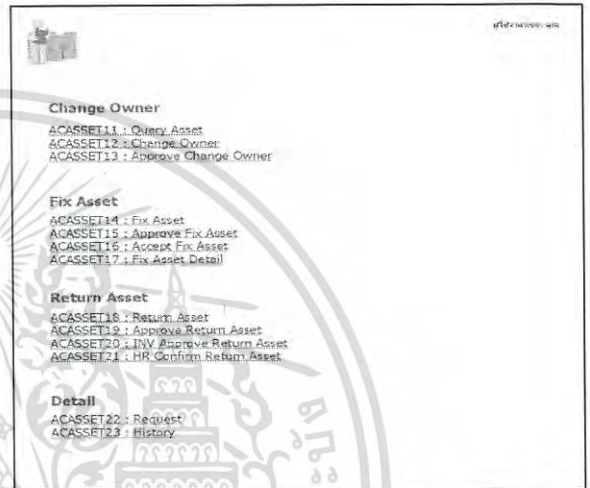 Change Owner
ACASSET11 : Query Asset
ACASSET12 : Change Owner
ACASSET13 : Approve Change Owner
Fix Asset
ACASSET14 : Fix Asset
ACASSET15 : Approve Fix Asset
ACASSET16 : Accept Fix Asset
ACASSET17 : Fix Asset Detail
Return Asset
ACASSET18 : Return Asset
ACASSET19 : Approve Return Asset
ACASSET20 : INV Approve Return Asset
ACASSET21 : HR Confirm Return Asset
Detail
ACASSET22 : Request
ACASSET23 : History